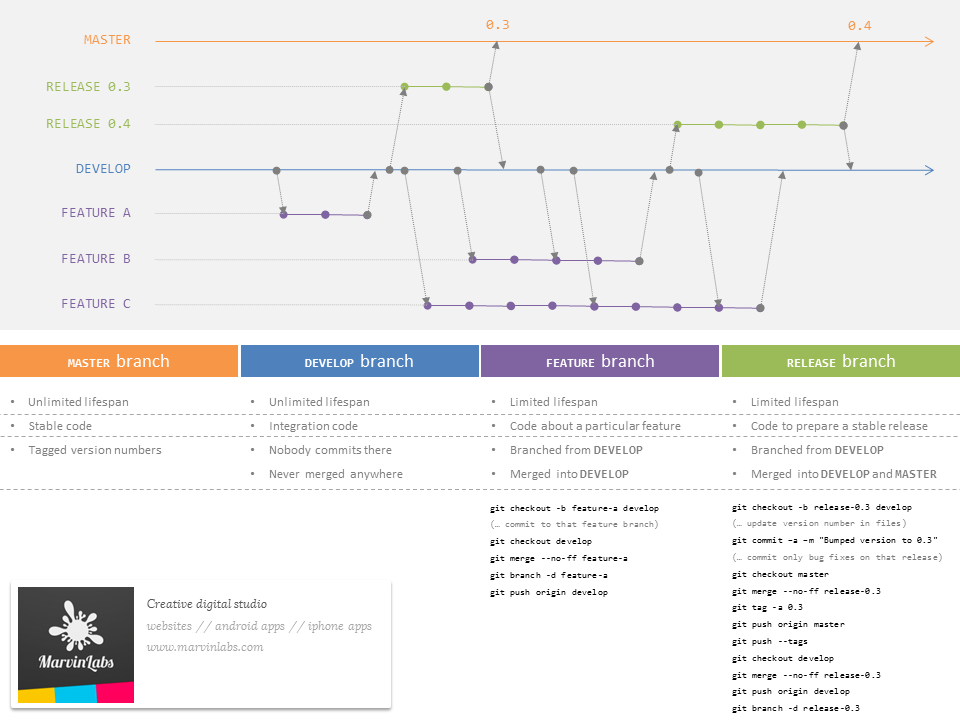 0.3
0.4
MASTER
RELEASE 0.3
RELEASE 0.4
DEVELOP
FEATURE A
FEATURE B
FEATURE C
MASTER branch
DEVELOP branch
FEATURE branch
RELEASE branch
• Unlimited lifespan
• Stable code
• Tagged version numbers
• Unlimited lifespan
• Integration code
• Nobody commits there
• Never merged anywhere
• Limited lifespan
• Code about a particular feature
• Branched from DEVELOP
• Merged into DEVELOP
• Limited lifespan
• Code to prepare a stable release
• Branched from DEVELOP
• Merged into DEVELOP and MASTER
git checkout -b feature-a develop
(… commit to that feature branch)
git checkout develop
git merge --no-ff feature-a
git branch -d feature-a
git push origin develop
git checkout -b release-0.3 develop
(… update version number in files)
git commit –a –m "Bumped version to 0.3"
(… commit only bug fixes on that release)
git checkout master
git merge --no-ff release-0.3
git tag -a 0.3
git push origin master
git push --tags
git checkout develop
git merge --no-ff release-0.3
git push origin develop
git branch -d release-0.3
MarvinLabs
Creative digital studio
websites // android apps // iphone apps
www.marvinlabs.com